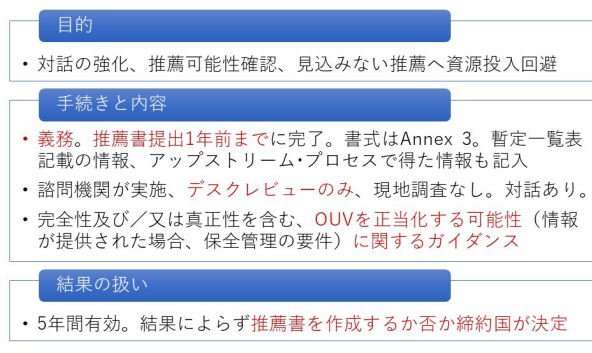 目的
• 対話の強化、推薦可能性確認、見込みない推薦へ資源投入回避
手続きと内容
• 義務。推薦書提出1年前までに完了。書式はAnnex 3。暫定一覧表
記載の情報、アップストリーム・プロセスで得た情報も記入
• 諮問機関が実施、デスクレビューのみ、現地調査なし。対話あり。
• 完全性及び／又は真正性を含む、OUVを正当化する可能性（情報
が提供された場合、保全管理の要件）に関するガイダンス
結果の扱い
• 5年間有効。結果によらず推薦書を作成するか否か締約国が決定